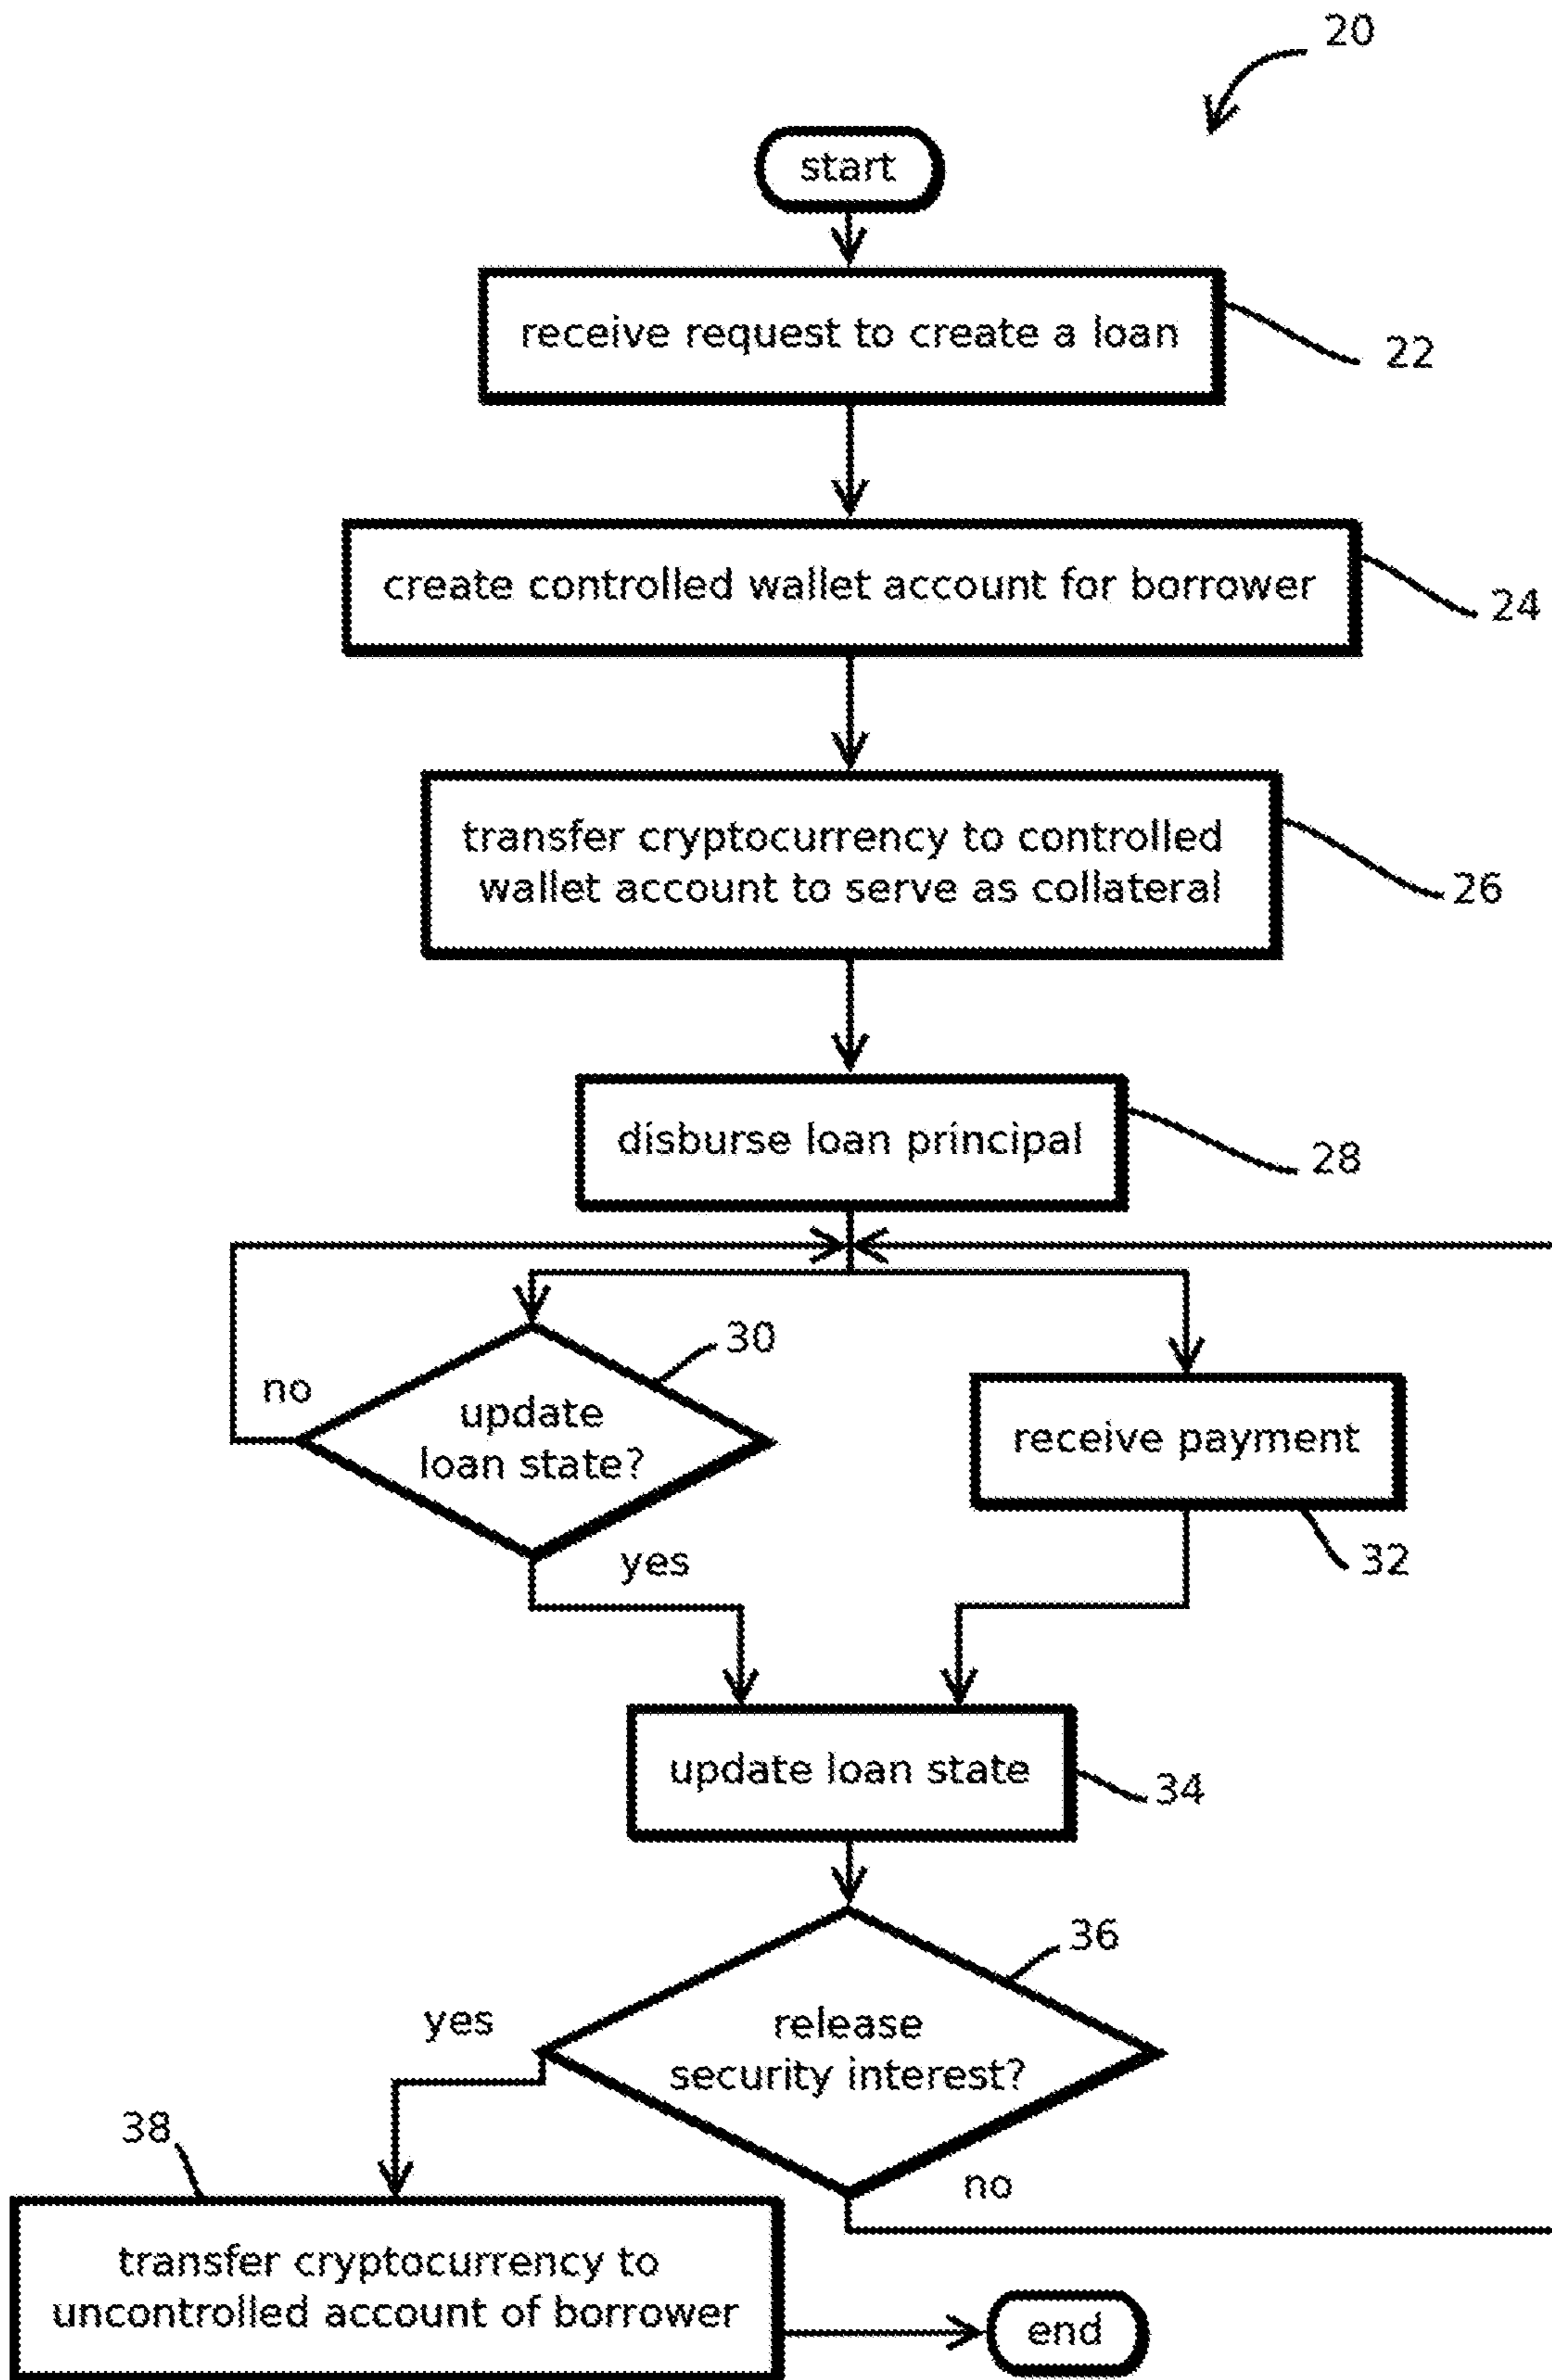 20
start
receive request to create a loan
22
create controlled wallet account for borrower
24
transfer cryptocurrency to controlled
wallet account to serve as collateral
26
disburse loan principal
28
30
no
update
loan state?
receive payment
yes
32
update loan state
34
36
yes
release
security interest?
38
no
transfer cryptocurrency to
uncontrolled account of borrower
end